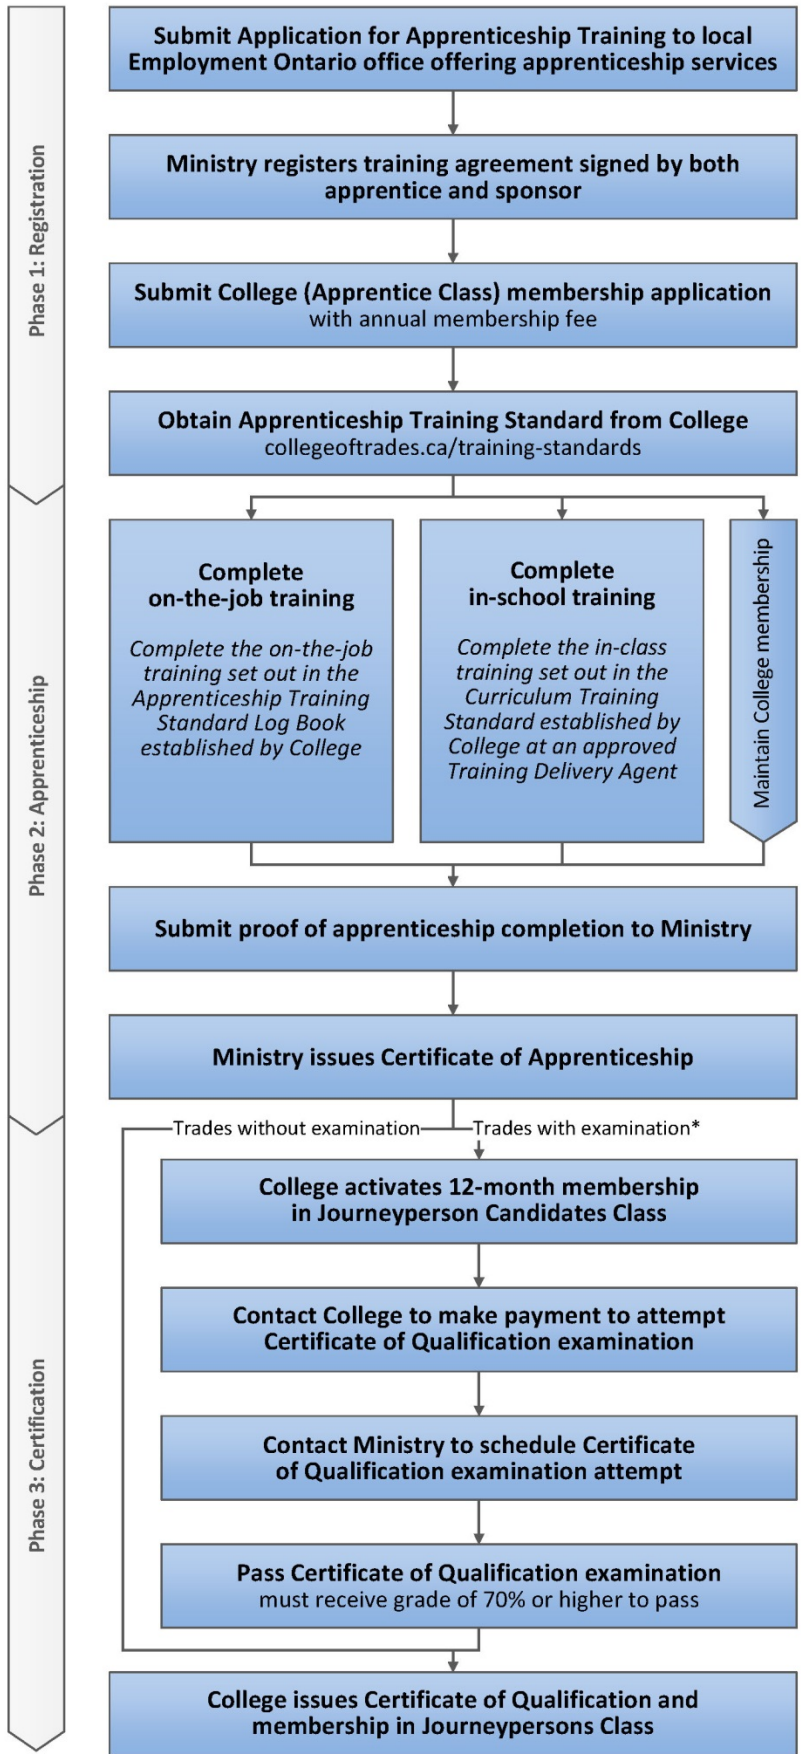 Phase 1: Registration
Submit Application for Apprenticeship Training to local
Employment Ontario office offering apprenticeship services
Ministry registers training agreement signed by both
apprentice and sponsor
Submit College (Apprentice Class) membership application
with annual membership fee
Obtain Apprenticeship Training Standard from College
collegeoftrades.ca/training-standards
Phase 2: Apprenticeship
Complete
on-the-job training
Complete the on-the-job
training set out in the
Apprenticeship Training
Standard Log Book
established by College
Complete
in-school training
Complete the in-class
training set out in the
Curriculum Training
Standard established by
College at an approved
Training Delivery Agent
Maintain College membership
Submit proof of apprenticeship completion to Ministry
Ministry issues Certificate of Apprenticeship
Phase 3: Certification
Trades without examination
Trades with examination*
College activates 12-month membership
in Journeyperson Candidates Class
Contact College to make payment to attempt
Certificate of Qualification examination
Contact Ministry to schedule Certificate
of Qualification examination attempt
Pass Certificate of Qualification examination
must receive grade of 70% or higher to pass
College issues Certificate of Qualification and
membership in Journeypersons Class